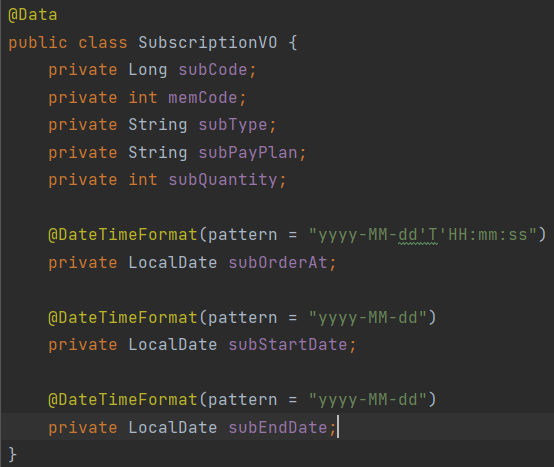 @Data
public class SubscriptionVO {
    private Long subCode;
    private int memCode;
    private String subType;
    private String subPayPlan;
    private int subQuantity;
    @DateTimeFormat(pattern = "yyyy-MM-dd'T'HH:mm:ss")
    private LocalDate subOrderAt;
    @DateTimeFormat(pattern = "yyyy-MM-dd")
    private LocalDate subStartDate;
    @DateTimeFormat(pattern = "yyyy-MM-dd")
    private LocalDate subEndDate;
}